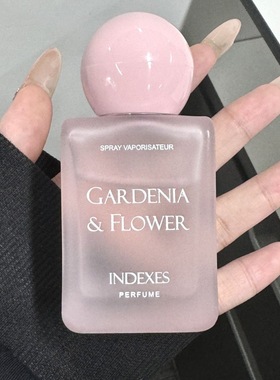 SPRAY VAPORISATEUR
GARDENIA
& FLOWER
INDEXES
PERFUME